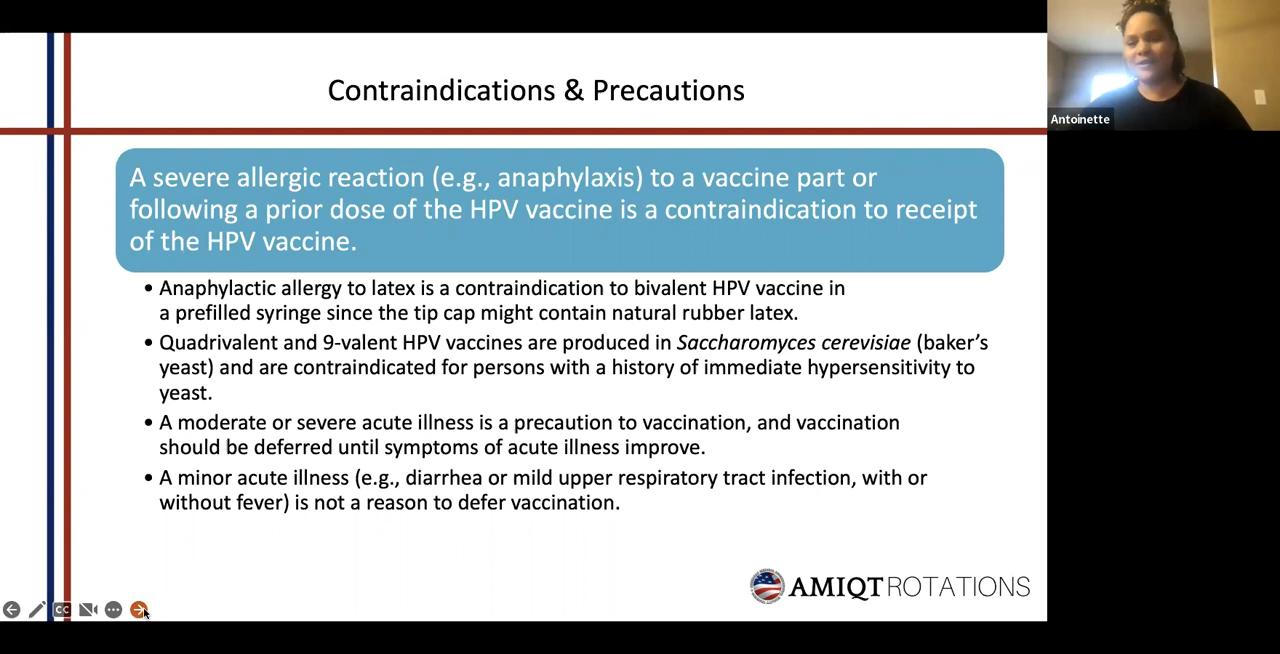 Contraindications & Precautions
A severe allergic reaction (e.g., anaphylaxis) to a vaccine part or
following a prior dose of the HPV vaccine is a contraindication to receipt
of the HPV vaccine.
• Anaphylactic allergy to latex is a contraindication to bivalent HPV vaccine in
a prefilled syringe since the tip cap might contain natural rubber latex.
• Quadrivalent and 9-valent HPV vaccines are produced in Saccharomyces cerevisiae (baker’s
yeast) and are contraindicated for persons with a history of immediate hypersensitivity to
yeast.
• A moderate or severe acute illness is a precaution to vaccination, and vaccination
should be deferred until symptoms of acute illness improve.
• A minor acute illness (e.g., diarrhea or mild upper respiratory tract infection, with or
without fever) is not a reason to defer vaccination.
AMIQT ROTATIONS
CC
Antoinette